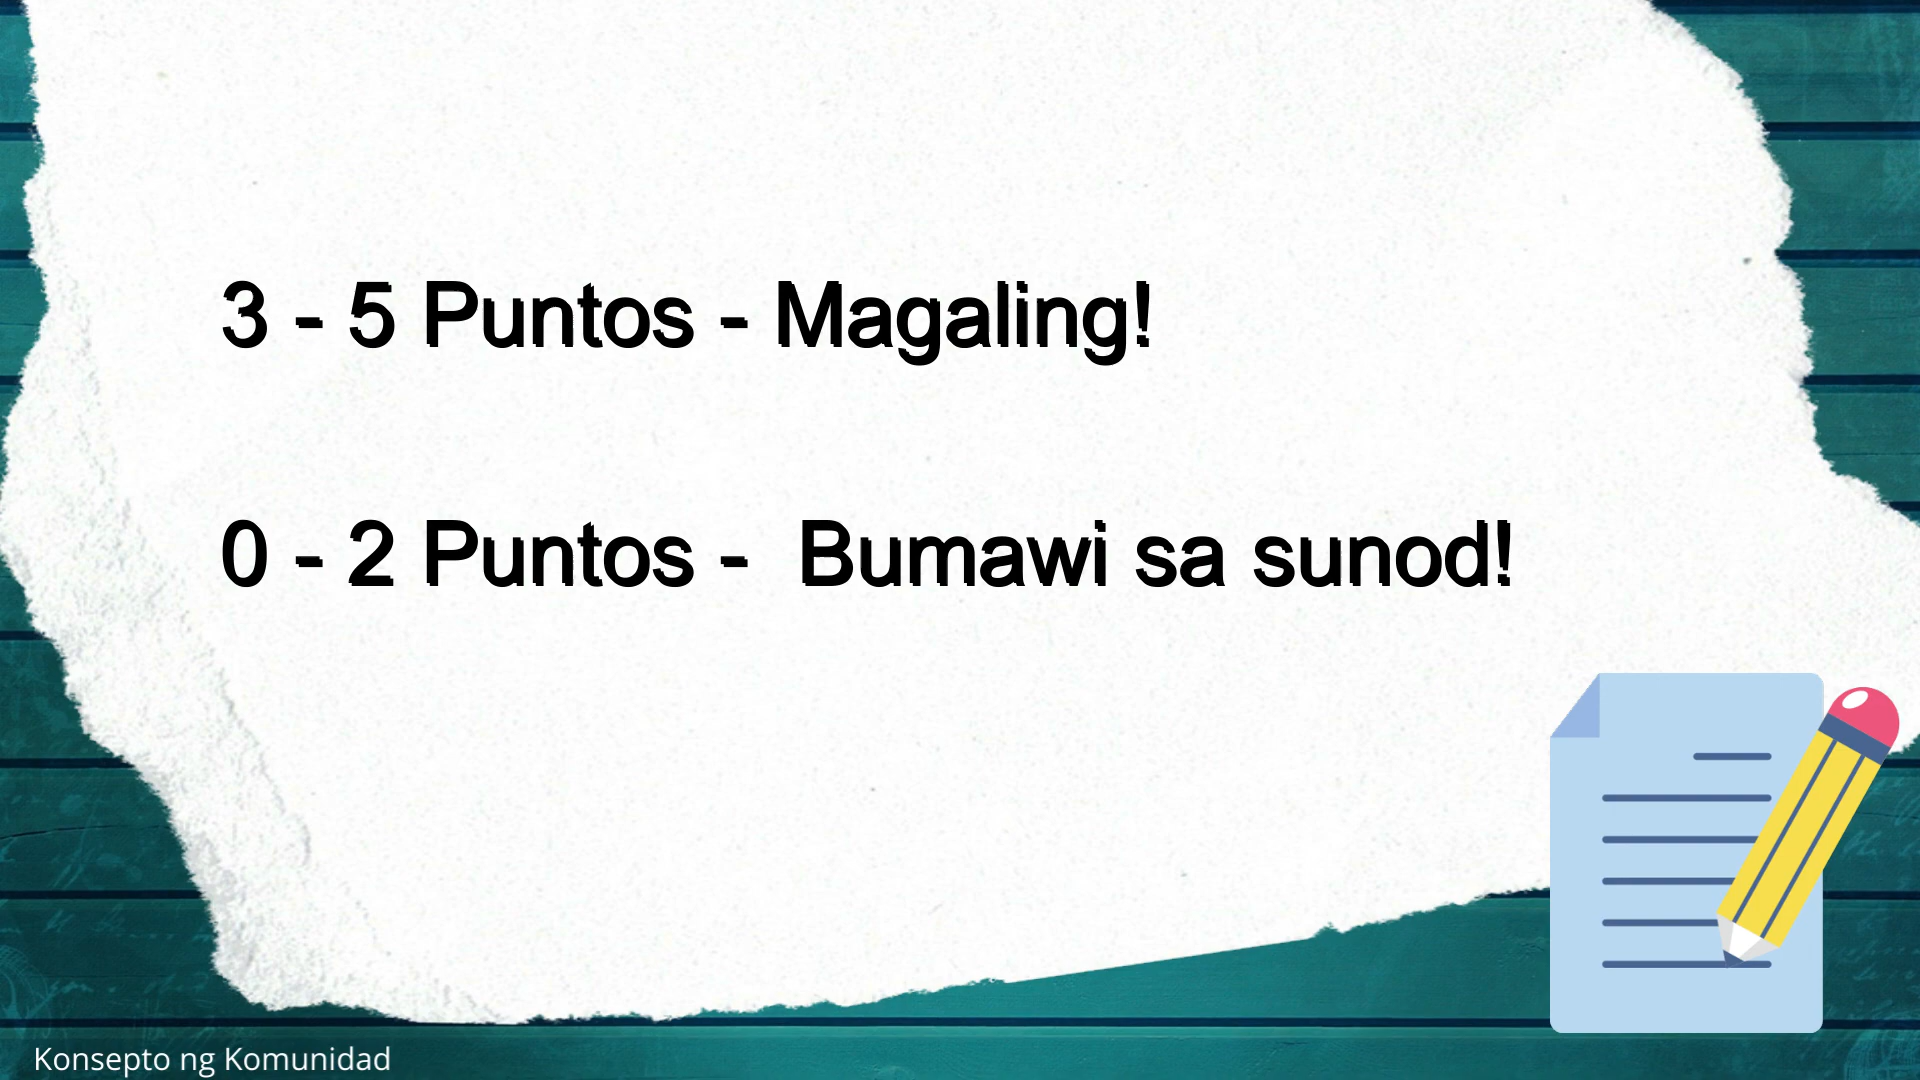 3 - 5 Puntos - Magaling!
0 - 2 Puntos -  Bumawi sa sunod!
Konsepto ng Komunidad